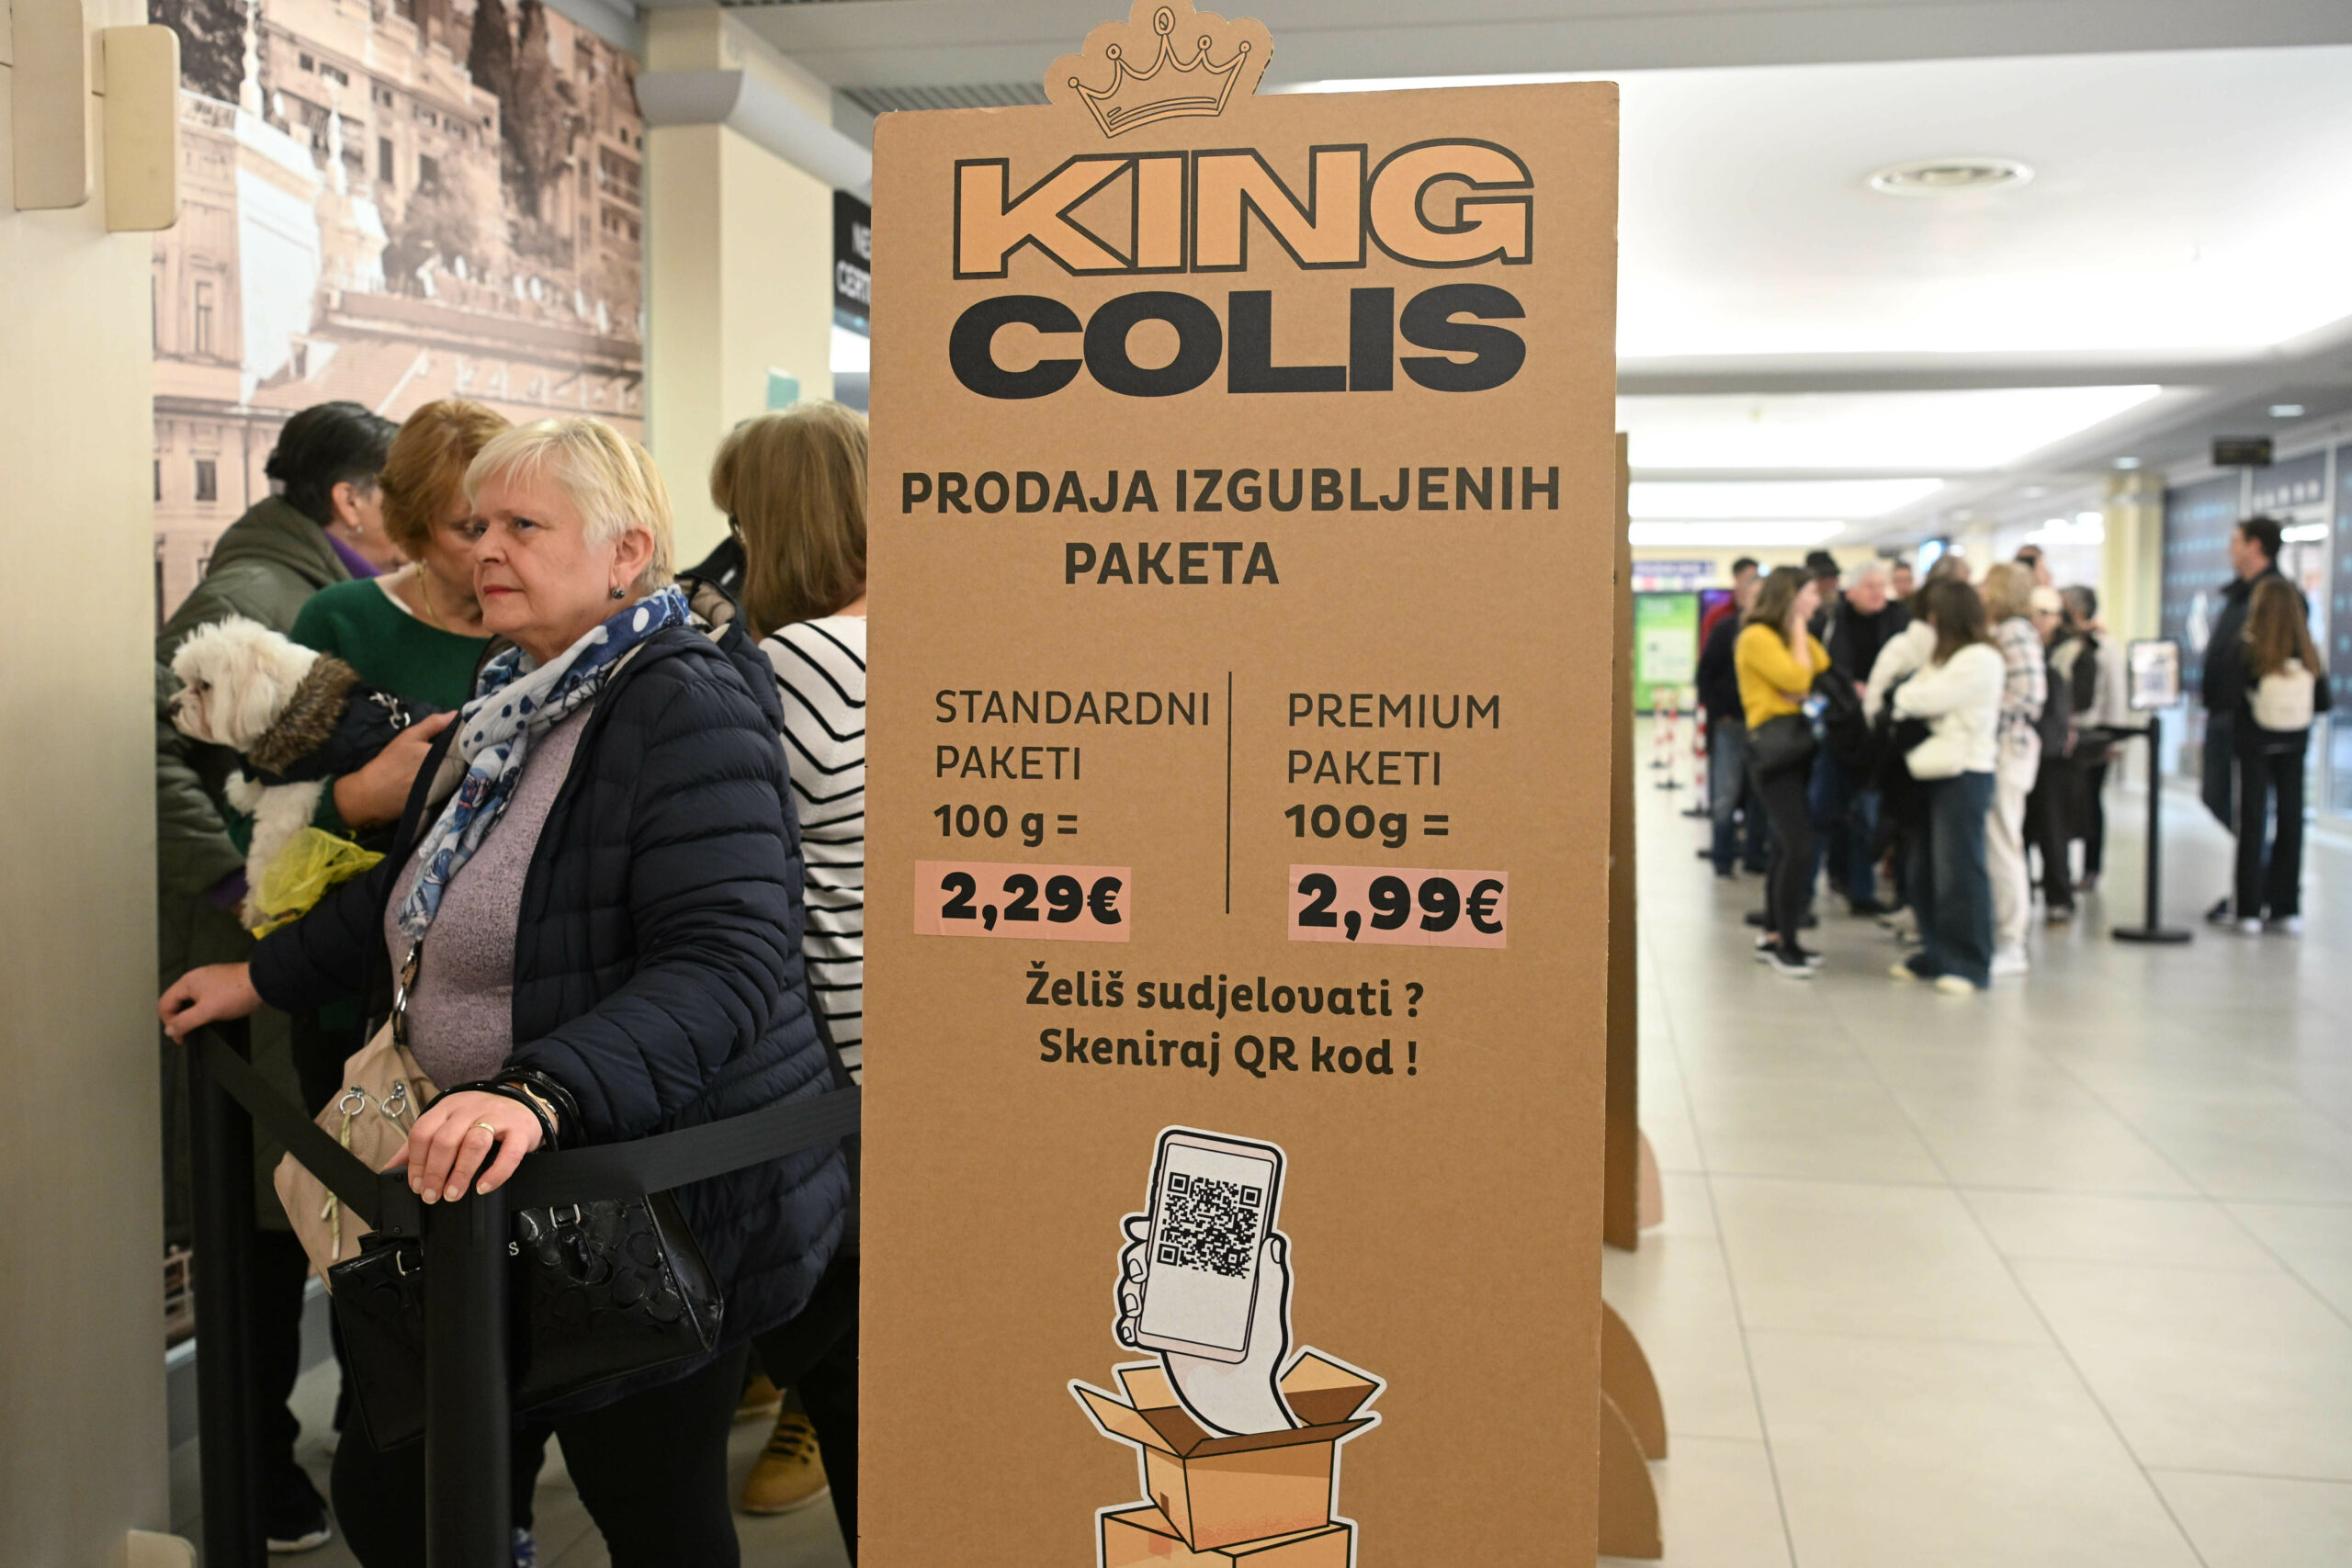 KING
COLIS
PRODAJA IZGUBLJENIH
PAKETA
STANDARDNI
PAKETI
100 g =
2,29€
PREMIUM
PAKETI
100g =
2,99€
Želiš sudjelovati ?
Skeniraj QR kod !